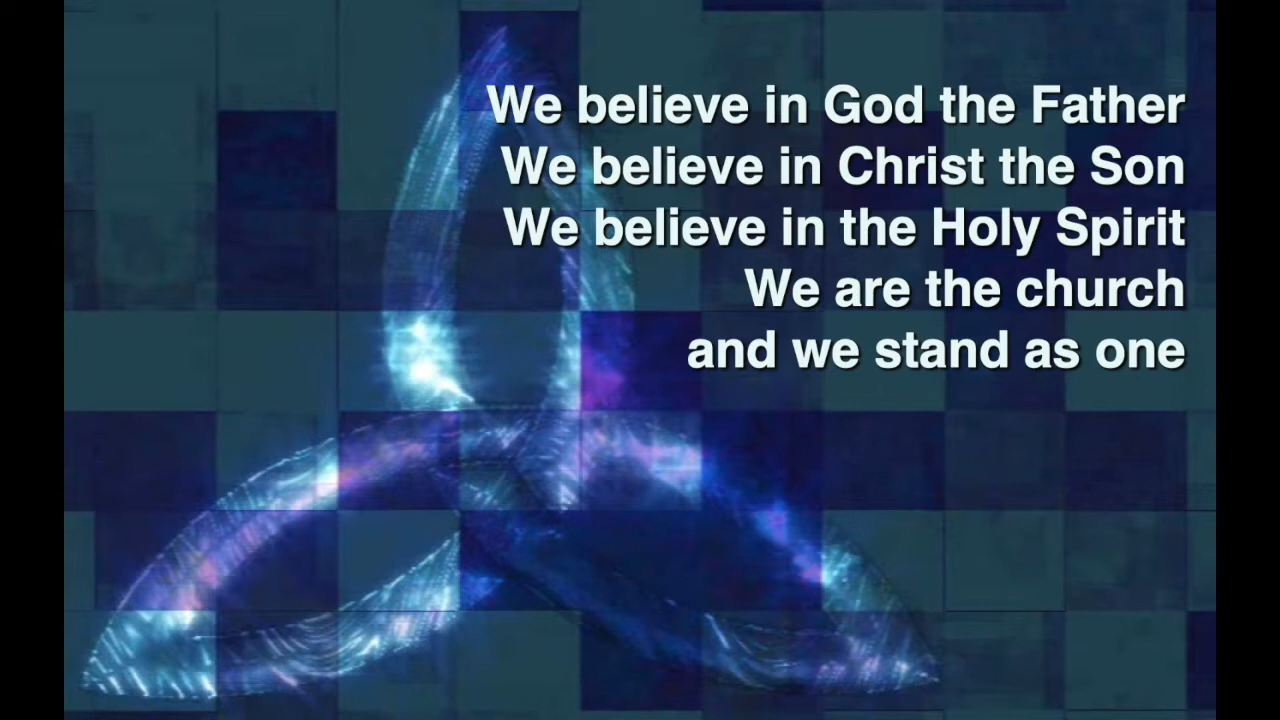 We believe in God the Father
We believe in Christ the Son
We believe in the Holy Spirit
We are the church
and we stand as one